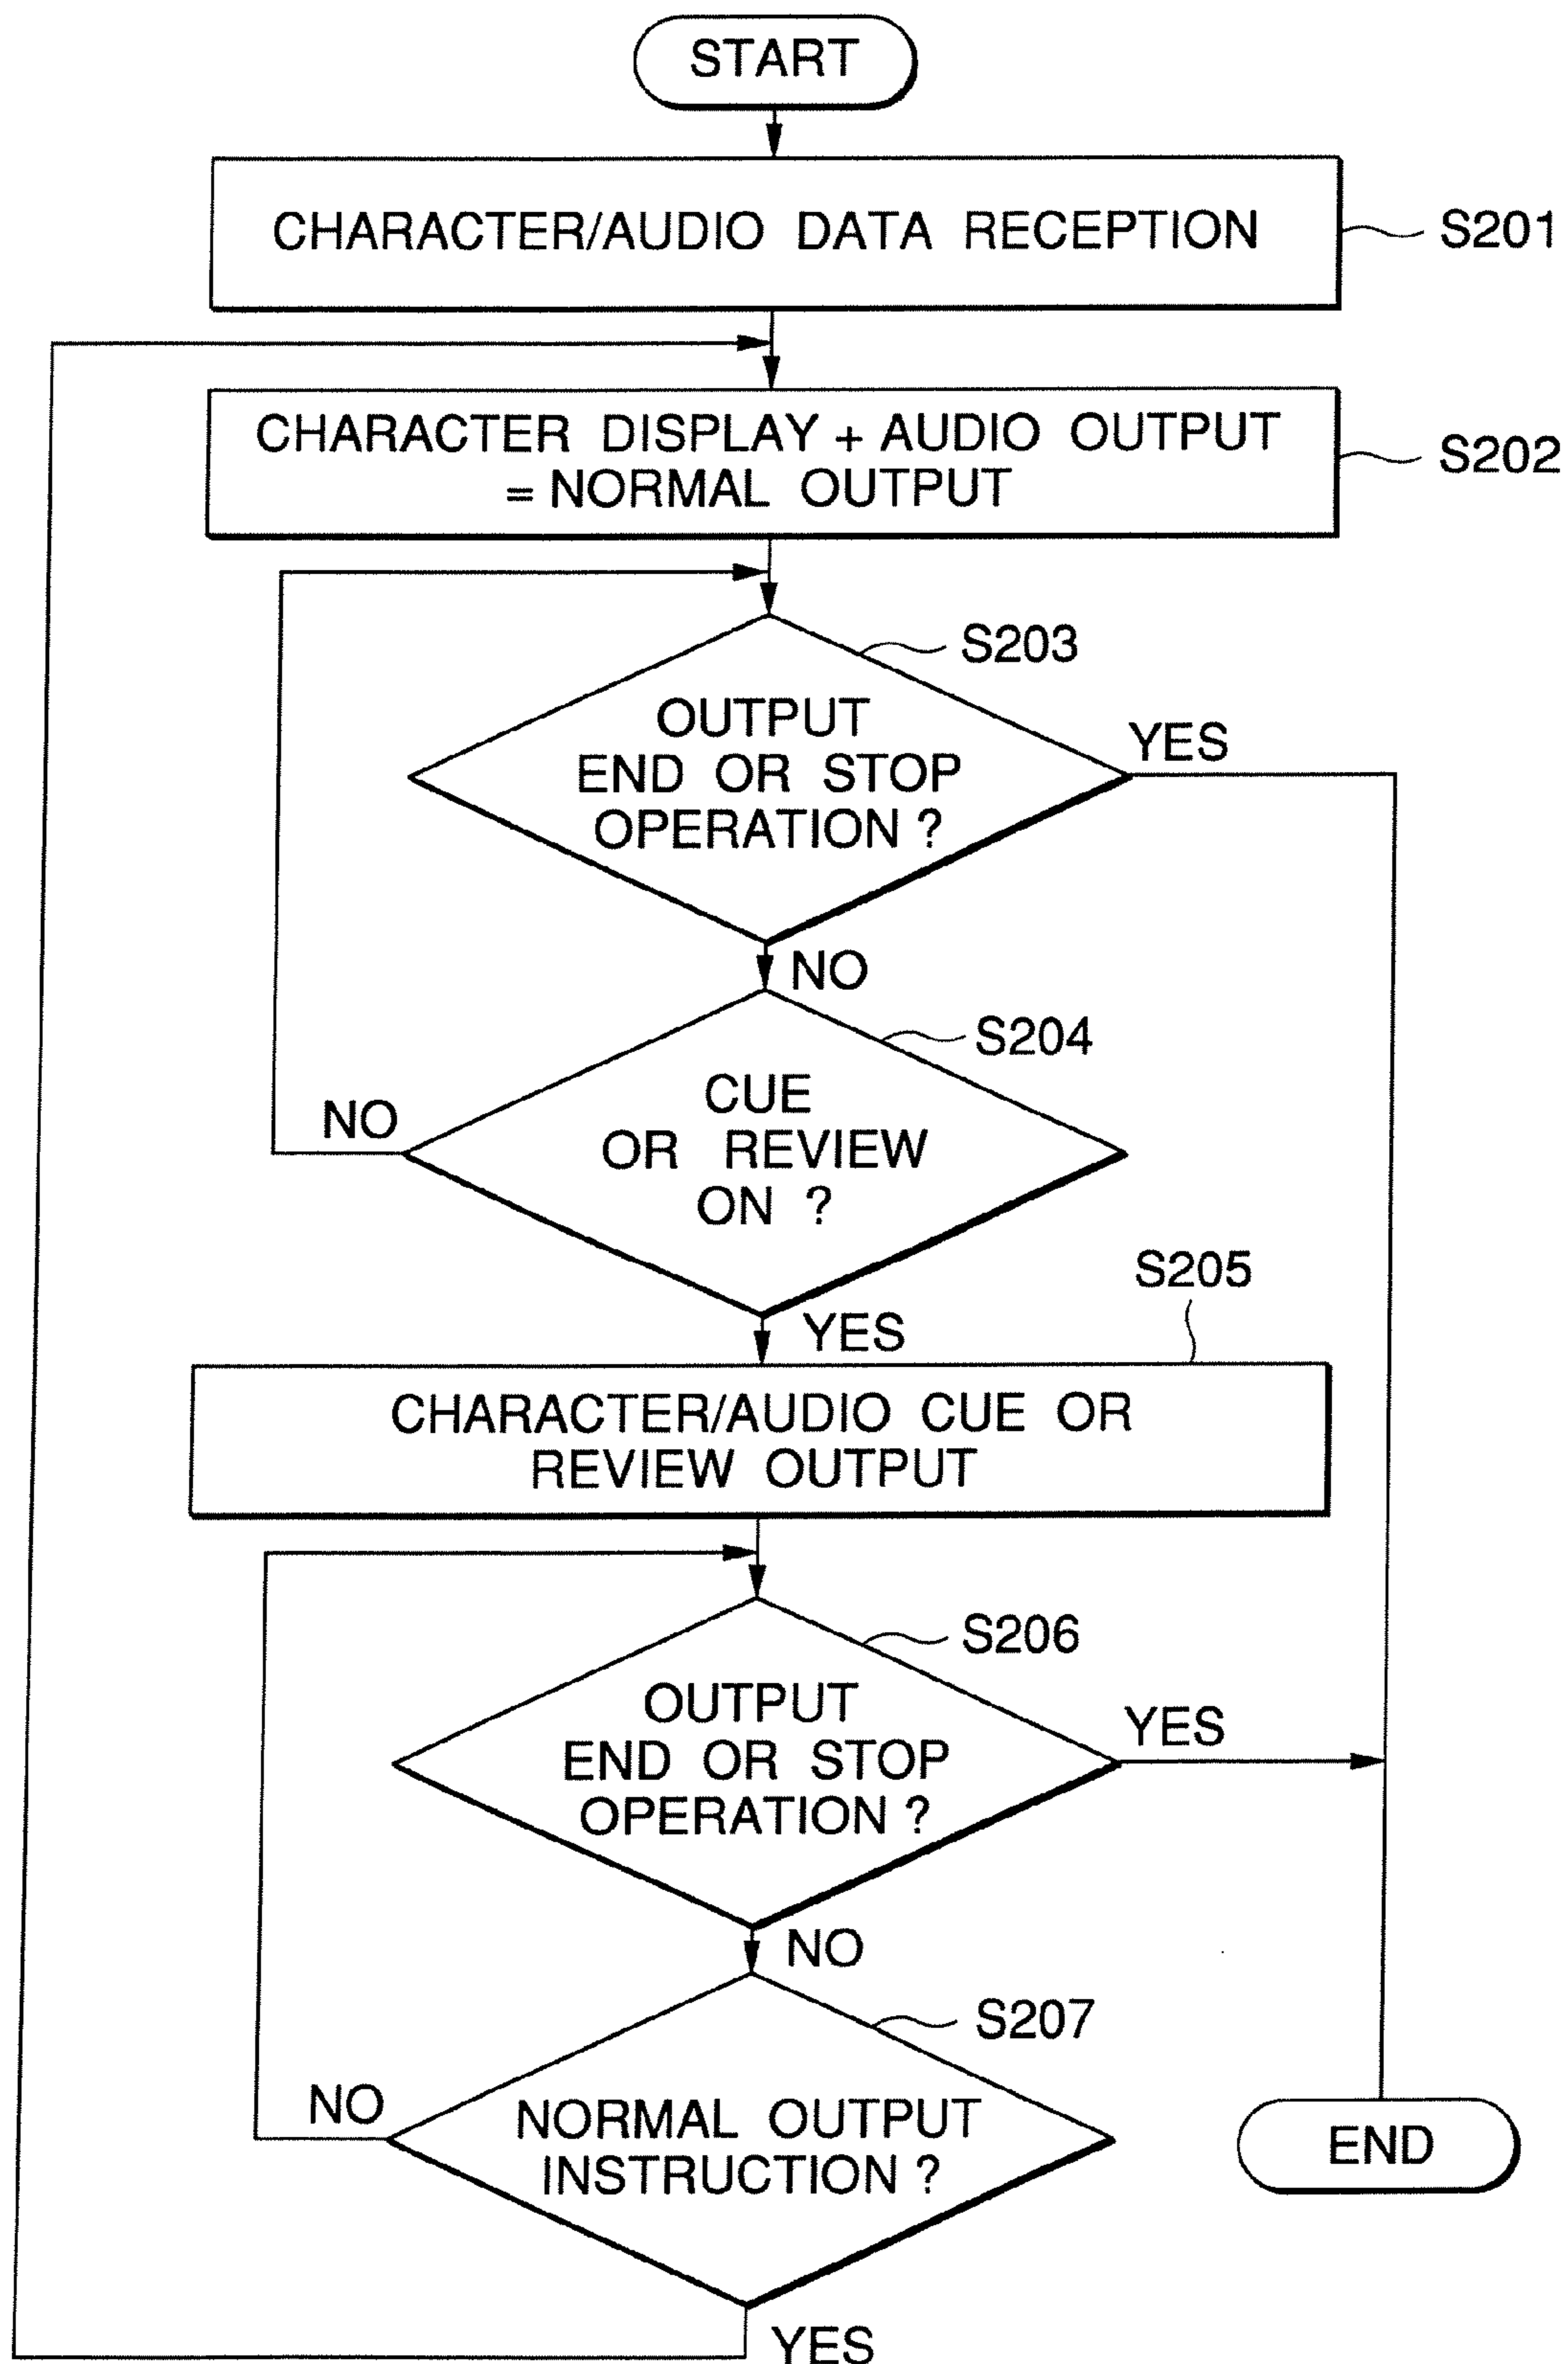 START
CHARACTER/AUDIO DATA RECEPTION
S201
CHARACTER DISPLAY + AUDIO OUTPUT
= NORMAL OUTPUT
S202
S203
OUTPUT
END OR STOP
OPERATION ?
YES
NO
S204
CUE
OR REVIEW
ON ?
NO
YES
S205
CHARACTER/AUDIO CUE OR
REVIEW OUTPUT
S206
OUTPUT
END OR STOP
OPERATION ?
YES
NO
S207
NORMAL OUTPUT
INSTRUCTION ?
NO
YES
END